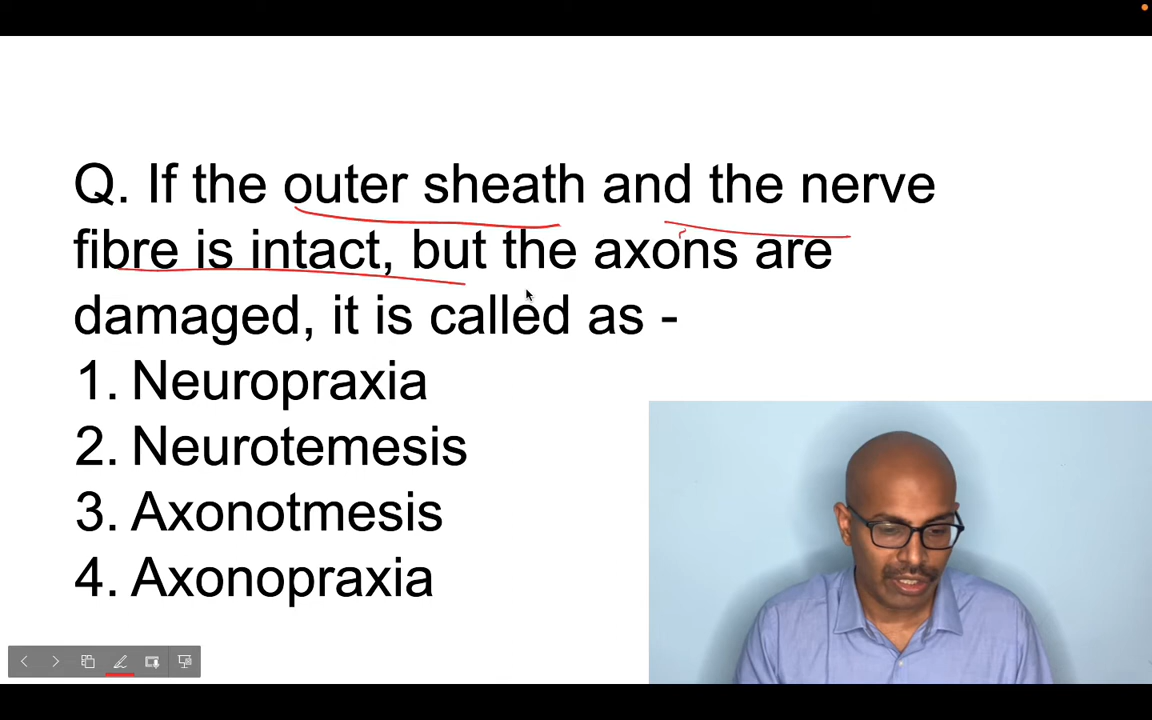 Q. If the outer sheath and the nerve
fibre is intact, but the axons are
damaged, it is called as -
1. Neuropraxia
2. Neurotemesis
3. Axonotmesis
4. Axonopraxia